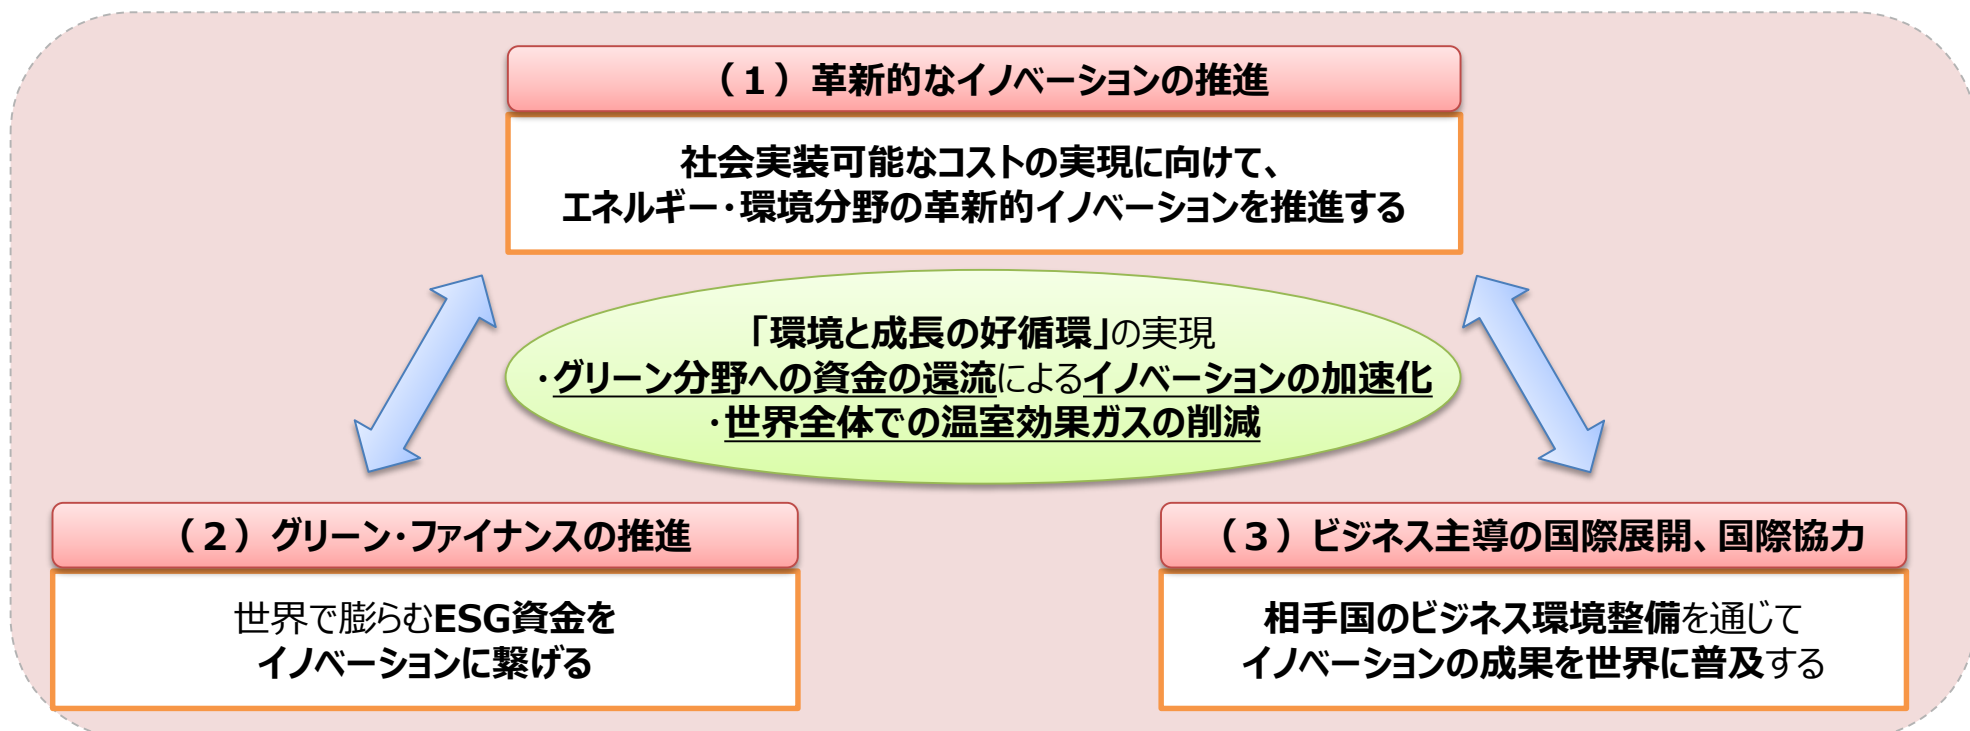 （１）革新的なイノベーションの推進
社会実装可能なコストの実現に向けて、
エネルギー・環境分野の革新的イノベーションを推進する
「環境と成長の好循環」の実現
・グリーン分野への資金の還流によるイノベーションの加速化
・世界全体での温室効果ガスの削減
（２）グリーン・ファイナンスの推進
世界で膨らむESG資金を
イノベーションに繋げる
（３）ビジネス主導の国際展開、国際協力
相手国のビジネス環境整備を通じて
イノベーションの成果を世界に普及する